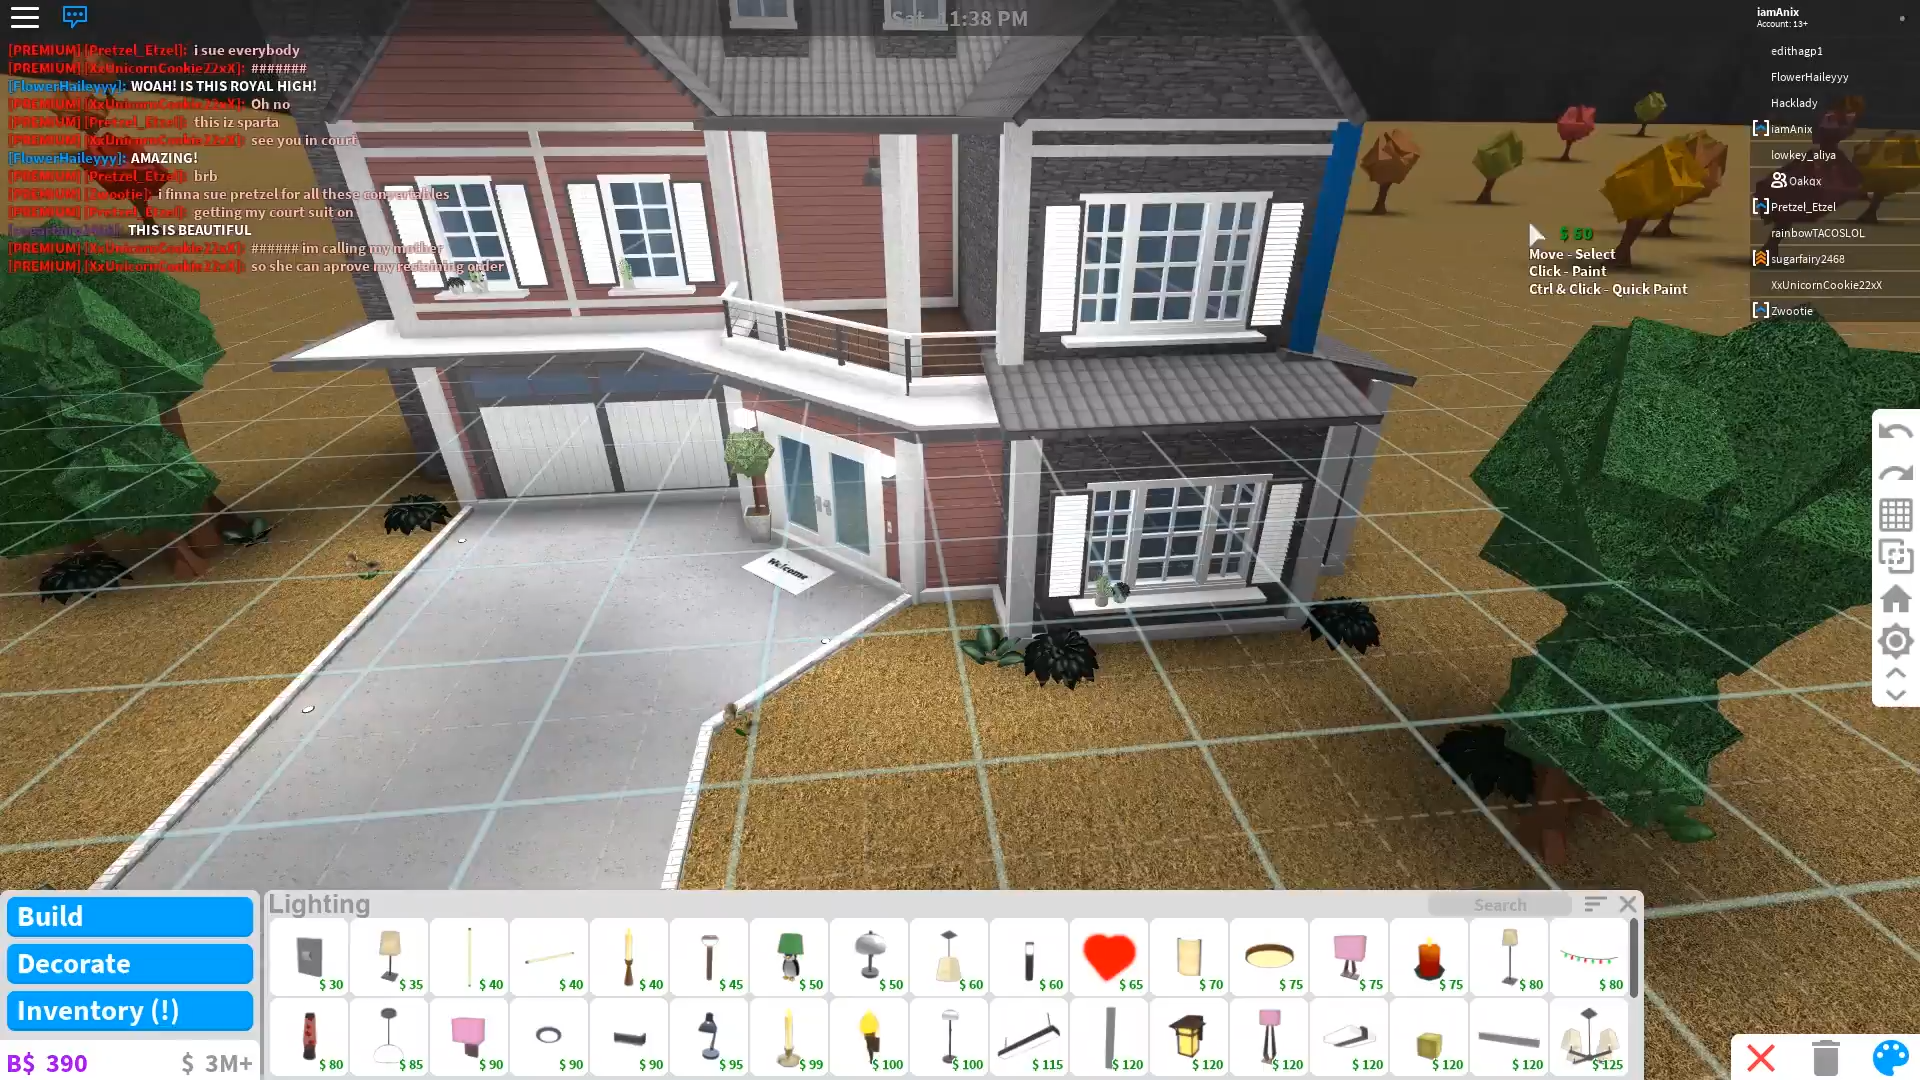 Sat. 11:38 PM
iamAnix
Account: 13+
[PREMIUM] [Pretzel_Etzel]: i sue everybody
[PREMIUM] [XxUnicornCookie22xX]: #######
[FlowerHaileyyy]: WOAH! IS THIS ROYAL HIGH!
[PREMIUM] [XxUnicornCookie22xX]: Oh no
[PREMIUM] [Pretzel_Etzel]: this iz sparta
[PREMIUM] [XxUnicornCookie22xX]: see you in court
[FlowerHaileyyy]: AMAZING!
[PREMIUM] [Pretzel_Etzel]: brb
[PREMIUM] [Zwootie]: i finna sue pretzel for all these convertables
[PREMIUM] [Pretzel_Etzel]: getting my court suit on
[sugarfairy2468]: THIS IS BEAUTIFUL
[PREMIUM] [XxUnicornCookie22xX]: ###### im calling my mother
[PREMIUM] [XxUnicornCookie22xX]: so she can aprove my restaining order
edithagp1
FlowerHaileyyy
Hacklady
iamAnix
lowkey_aliya
Oakqx
Pretzel_Etzel
rainbowTACOSLOL
sugarfairy2468
XxUnicornCookie22xX
Zwootie
$ 50
Move - Select
Click - Paint
Ctrl & Click - Quick Paint
Welcome
Build
Decorate
Inventory (!)
B$ 390
$ 3M+
Lighting
Search
$ 30 $ 35 $ 40 $ 40 $ 40 $ 45 $ 50 $ 50 $ 60 $ 60 $ 65 $ 70 $ 75 $ 75 $ 75 $ 80 $ 80
$ 80 $ 85 $ 90 $ 90 $ 90 $ 95 $ 99 $ 100 $ 100 $ 115 $ 120 $ 120 $ 120 $ 120 $ 120 $ 120 $ 125